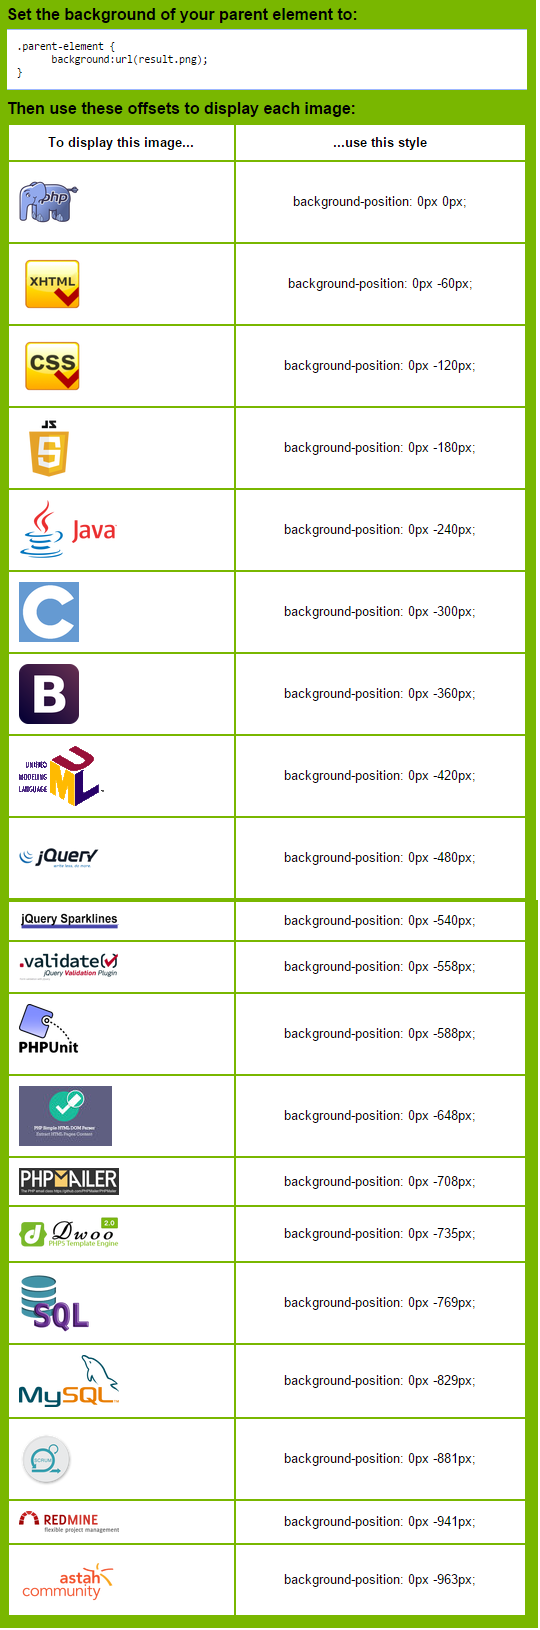 Set the background of your parent element to:
.parent-element {
background:url(result.png);
}
Then use these offsets to display each image:
To display this image... ...use this style
php background-position: 0px 0px;
XHTML background-position: 0px -60px;
CSS background-position: 0px -120px;
JS
5 background-position: 0px -180px;
Java background-position: 0px -240px;
C background-position: 0px -300px;
B background-position: 0px -360px;
UNIFIED
MODELING
LANGUAGE
UML background-position: 0px -420px;
jQuery background-position: 0px -480px;
write less, do more.
jQuery Sparklines background-position: 0px -540px;
.validate() background-position: 0px -558px;
jQuery Validation Plugin
PHPUnit background-position: 0px -588px;
PHP Simple HTML DOM Parser background-position: 0px -648px;
Extract HTML Pages Content
PHPMAILER background-position: 0px -708px;
The PHP email class https://github.com/PHPMailer/PHPMailer
Dwoo 2.0 background-position: 0px -735px;
PHP5 Template Engine
SQL background-position: 0px -769px;
MySQL background-position: 0px -829px;
SCRUM background-position: 0px -881px;
REDMINE background-position: 0px -941px;
flexible project management
astah background-position: 0px -963px;
community